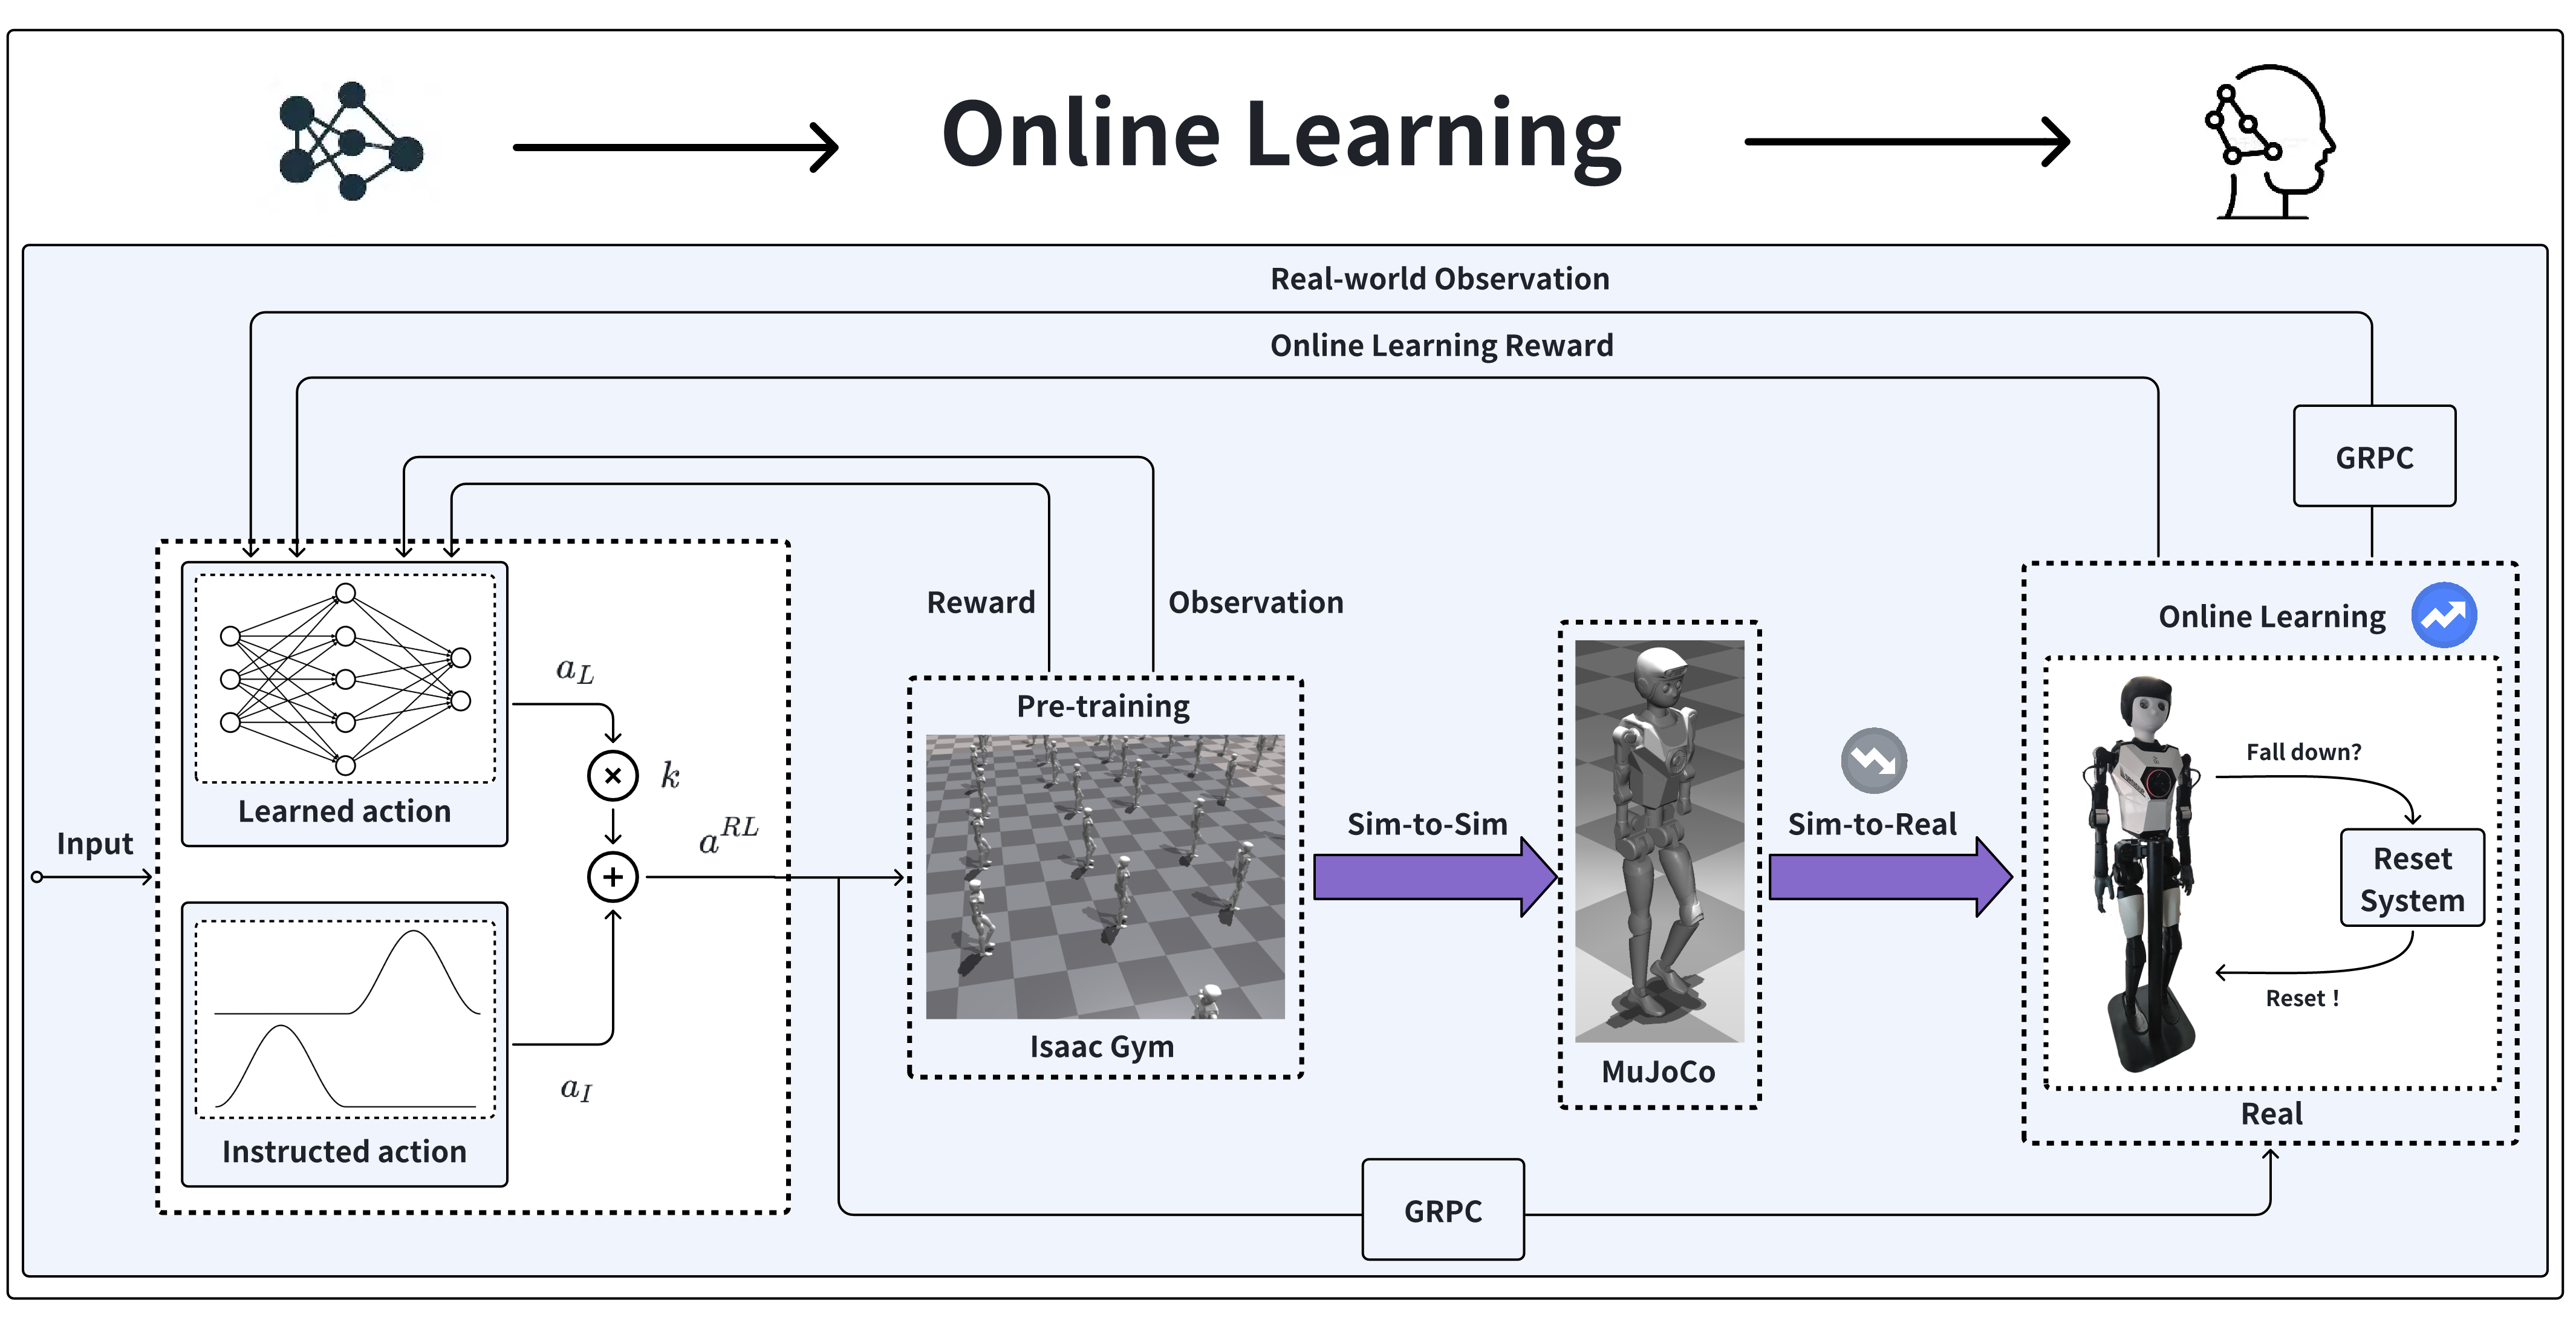 Online Learning
Real-world Observation
Online Learning Reward
GRPC
Reward
Observation
Input
Learned action
a_L
k
a^{RL}
Instructed action
a_I
Pre-training
Isaac Gym
Sim-to-Sim
MuJoCo
Sim-to-Real
Online Learning
Fall down?
Reset
System
Reset !
Real
GRPC